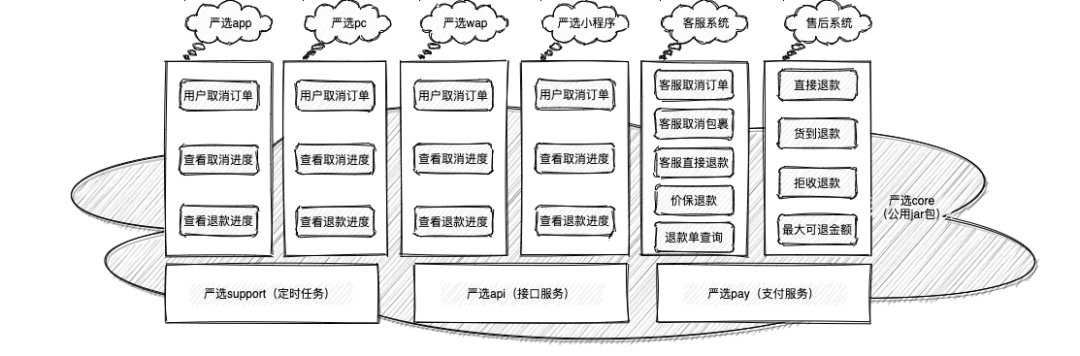 严选app
严选pc
严选wap
严选小程序
客服系统
售后系统
用户取消订单
查看取消进度
查看退款进度
用户取消订单
查看取消进度
查看退款进度
用户取消订单
查看取消进度
查看退款进度
用户取消订单
查看取消进度
查看退款进度
客服取消订单
客服取消包裹
客服直接退款
价保退款
退款单查询
直接退款
货到退款
拒收退款
最大可退金额
严选core
（公用jar包）
严选support（定时任务）
严选api（接口服务）
严选pay（支付服务）